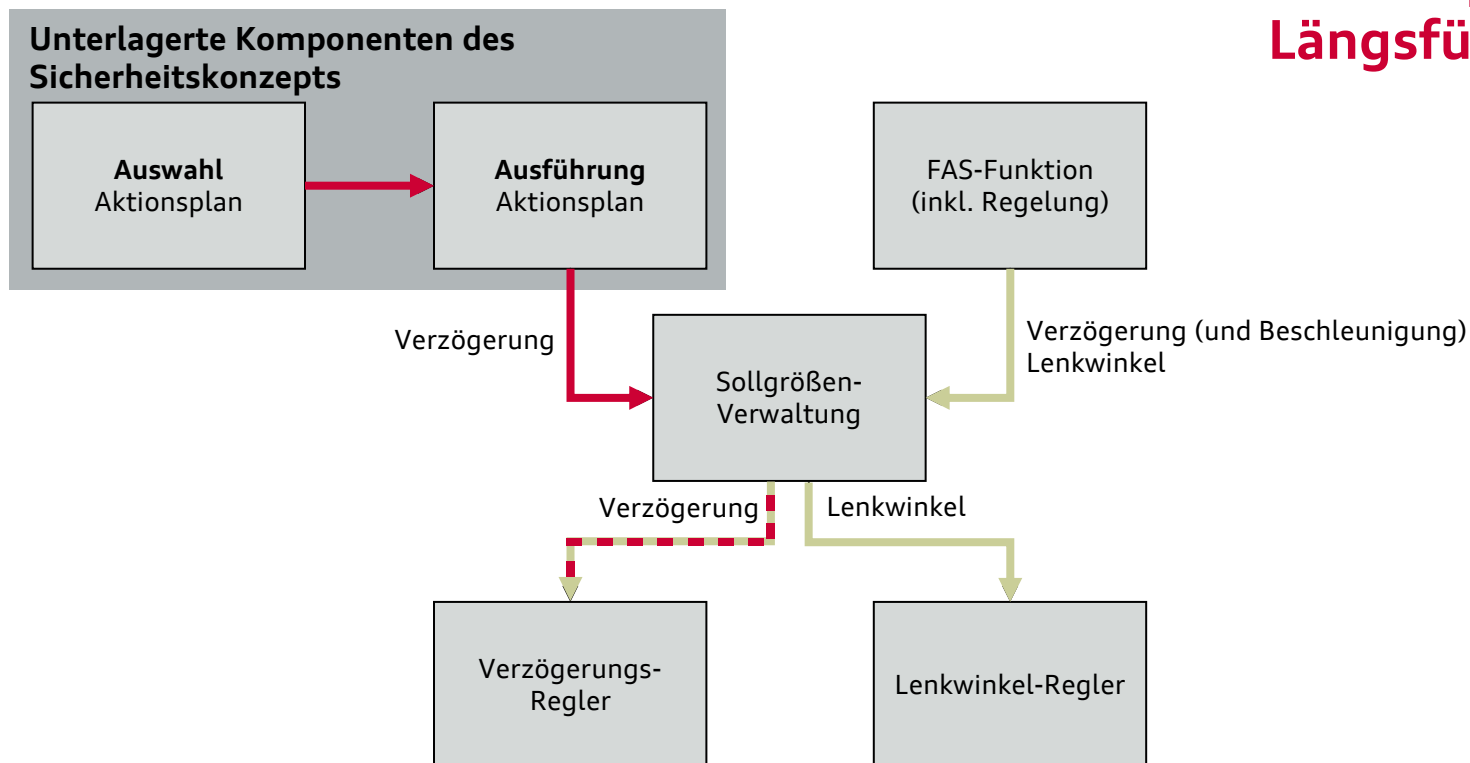 Unterlagerte Komponenten des
Sicherheitskonzepts
Längsfü
Auswahl
Aktionsplan
Ausführung
Aktionsplan
FAS-Funktion
(inkl. Regelung)
Verzögerung
Verzögerung (und Beschleunigung)
Lenkwinkel
Sollgrößen-
Verwaltung
Verzögerung
Lenkwinkel
Verzögerungs-
Regler
Lenkwinkel-Regler